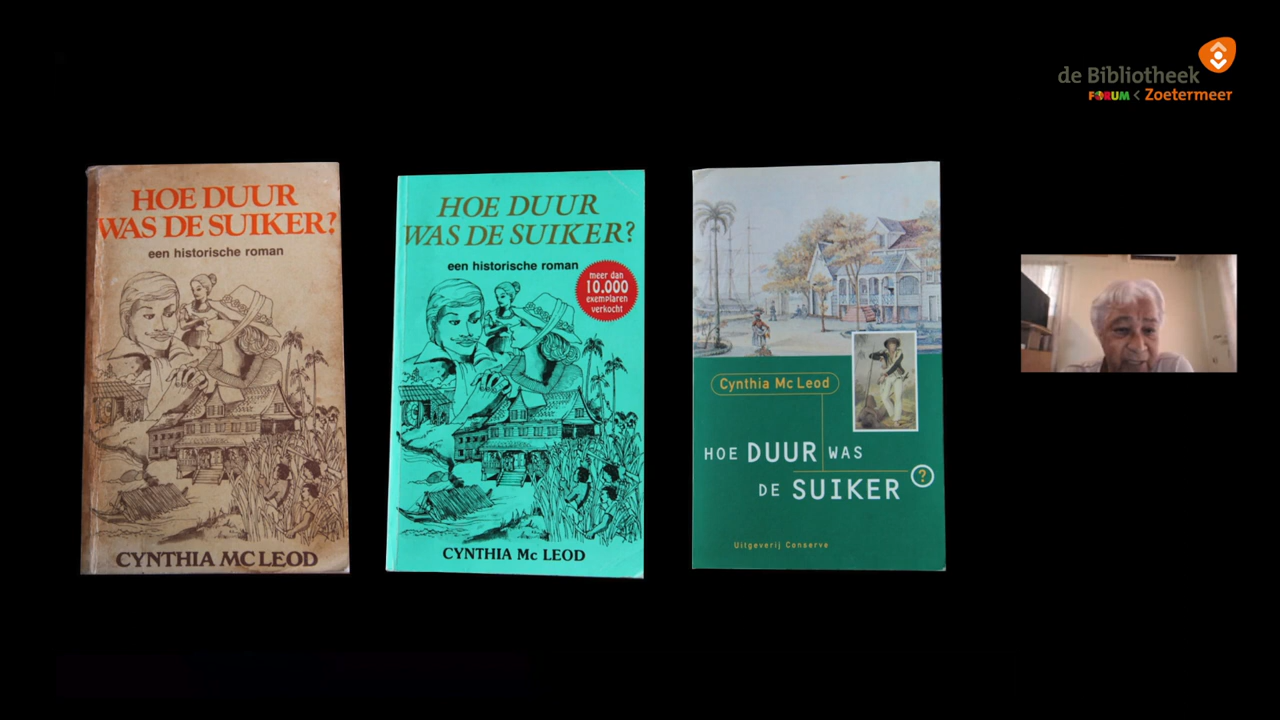 de Bibliotheek
FORUM < Zoetermeer
HOE DUUR
WAS DE SUIKER?
een historische roman
CYNTHIA MC LEOD
HOE DUUR
WAS DE SUIKER?
een historische roman
meer dan
10.000
exemplaren
verkocht
CYNTHIA Mc LEOD
Cynthia Mc Leod
HOE DUUR WAS
DE SUIKER ?
Uitgeverij Conserve